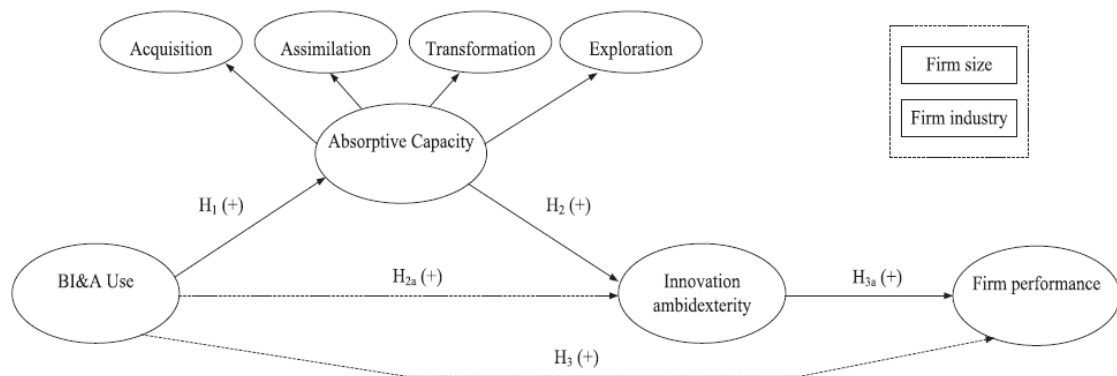 Acquisition
Assimilation
Transformation
Exploration
Firm size
Firm industry
Absorptive Capacity
H1 (+)
H2 (+)
BI&A Use
H2a (+)
Innovation
ambidexterity
H3a (+)
Firm performance
H3 (+)